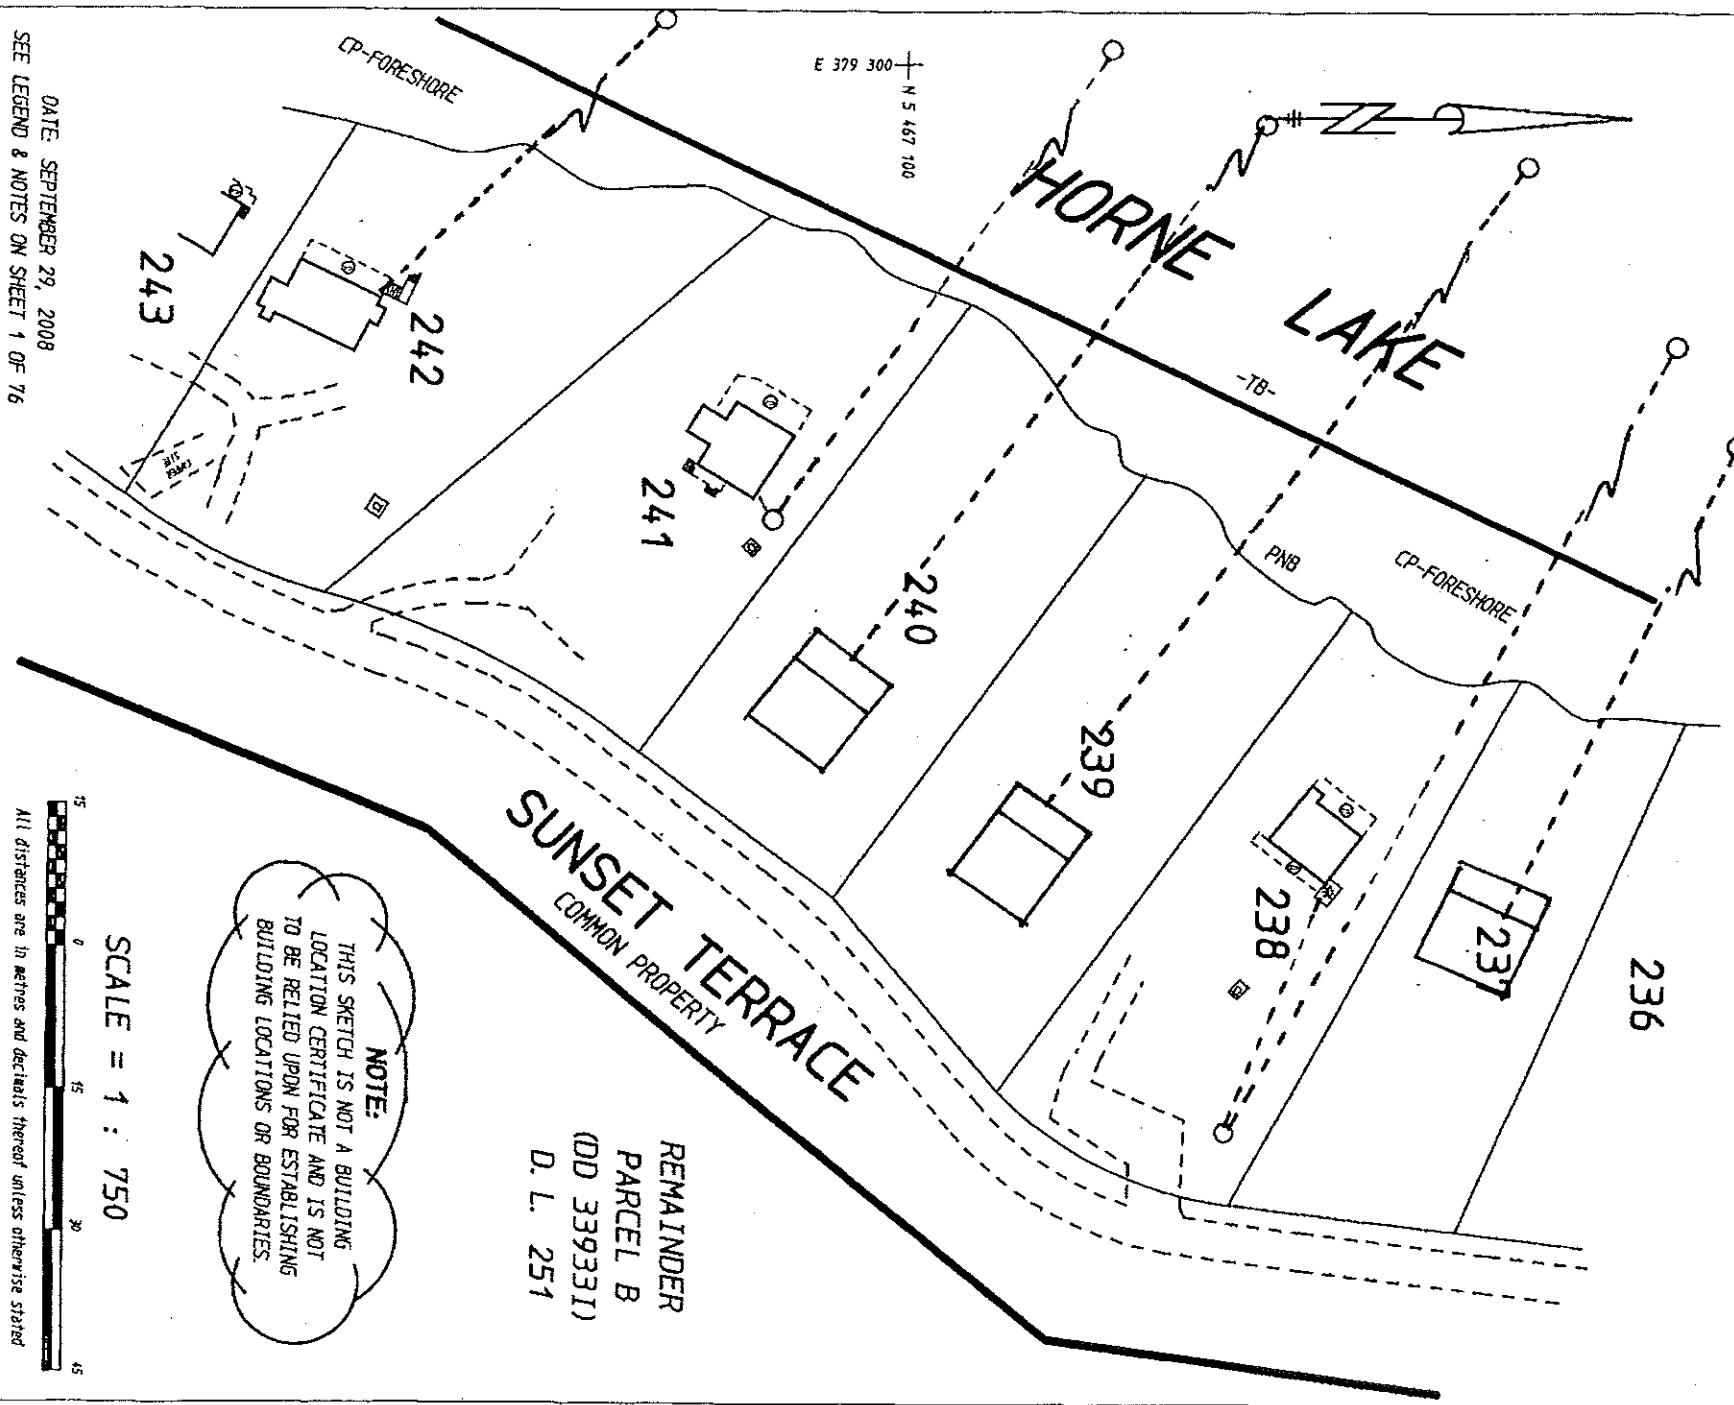 HORNE LAKE
E 379 300
N 5 467 100
CP-FORESHORE
-TB-
PNB
CP-FORESHORE
236
237
238
239
240
241
242
243
SUNSET TERRACE
COMMON PROPERTY
REMAINDER
PARCEL B
(DD 33933I)
D. L. 251
NOTE:
THIS SKETCH IS NOT A BUILDING
LOCATION CERTIFICATE AND IS NOT
TO BE RELIED UPON FOR ESTABLISHING
BUILDING LOCATIONS OR BOUNDARIES.
SCALE = 1 : 750
15 0 15 30 45
All distances are in metres and decimals thereof unless otherwise stated
DATE: SEPTEMBER 29, 2008
SEE LEGEND & NOTES ON SHEET 1 OF 76